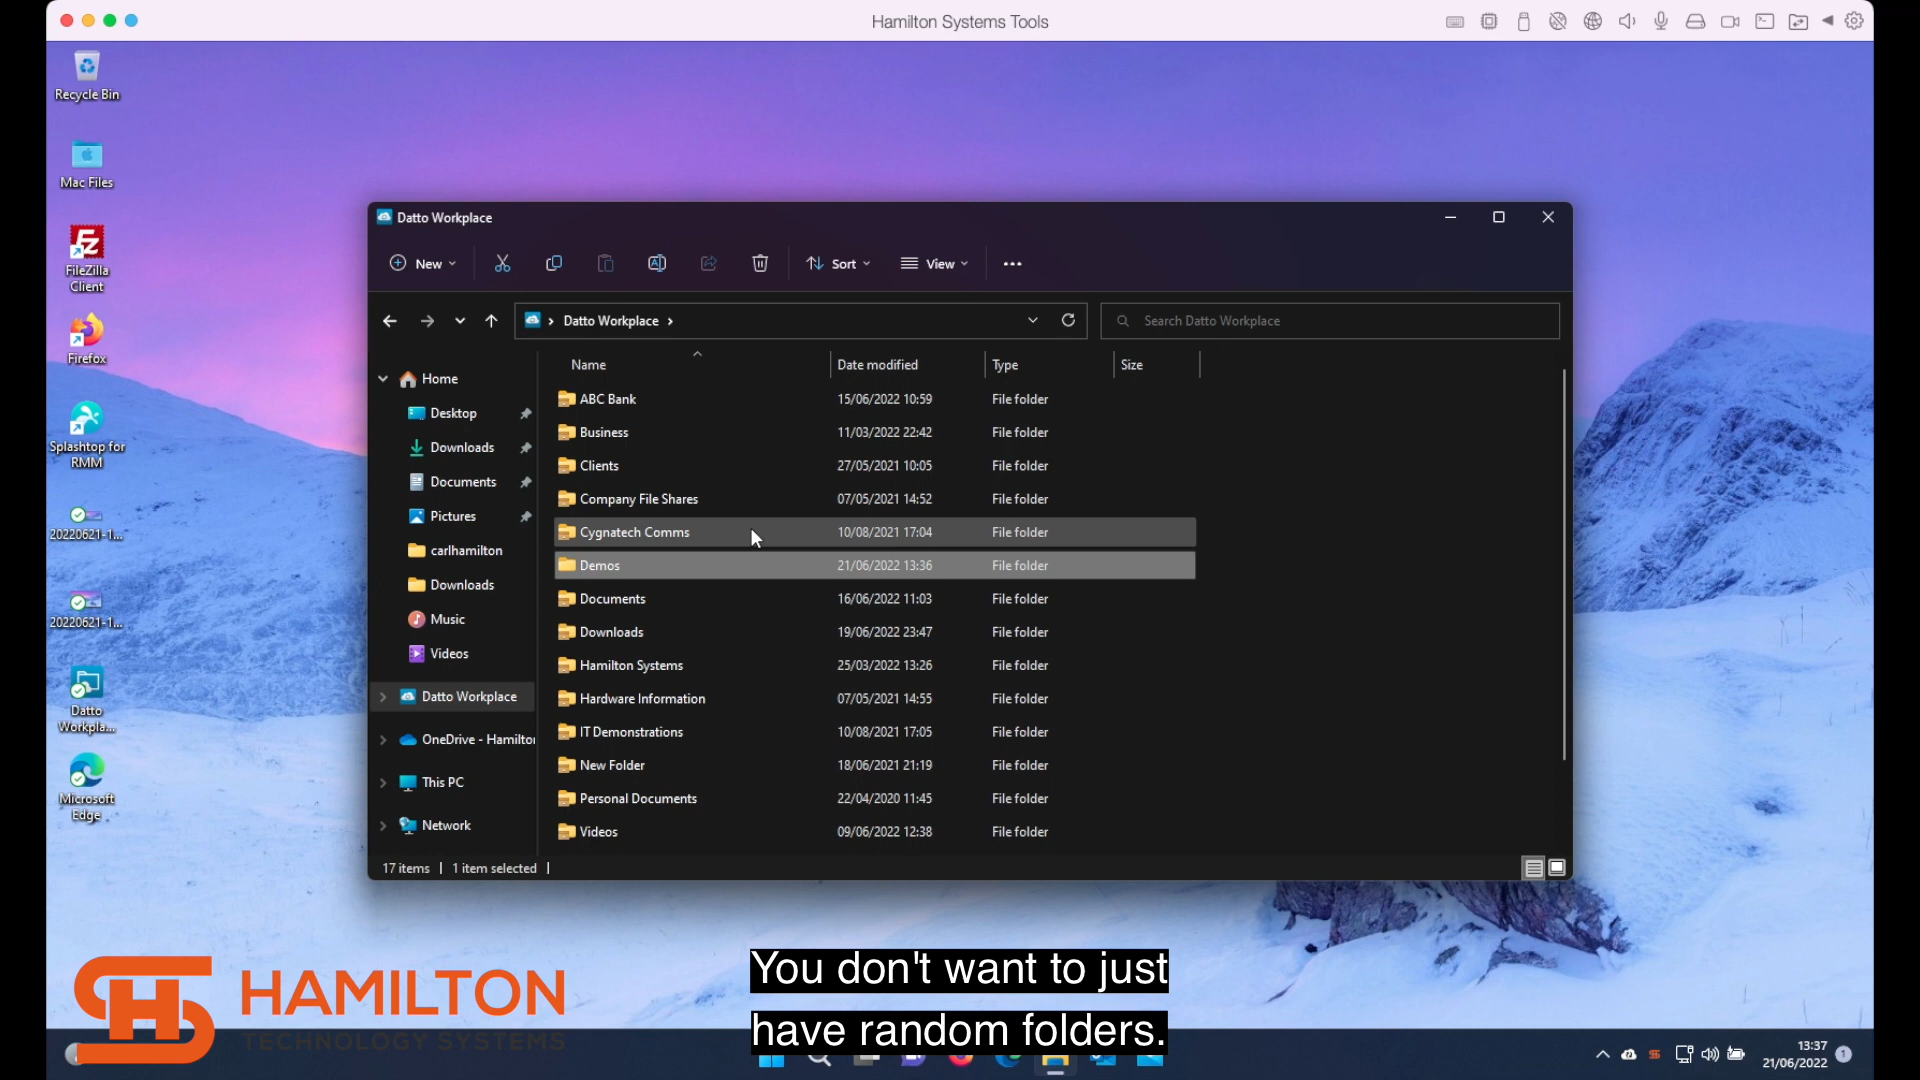 Hamilton Systems Tools
Recycle Bin
Mac Files
FileZilla
Client
Firefox
Splashtop for
RMM
20220621-1...
20220621-1...
Datto
Workpla...
Microsoft
Edge
Datto Workplace
New
Sort
View
Datto Workplace
Search Datto Workplace
Home
Desktop
Downloads
Documents
Pictures
carlhamilton
Downloads
Music
Videos
Datto Workplace
OneDrive - Hamilto
This PC
Network
Name Date modified Type Size
ABC Bank 15/06/2022 10:59 File folder
Business 11/03/2022 22:42 File folder
Clients 27/05/2021 10:05 File folder
Company File Shares 07/05/2021 14:52 File folder
Cygnatech Comms 10/08/2021 17:04 File folder
Demos 21/06/2022 13:36 File folder
Documents 16/06/2022 11:03 File folder
Downloads 19/06/2022 23:47 File folder
Hamilton Systems 25/03/2022 13:26 File folder
Hardware Information 07/05/2021 14:55 File folder
IT Demonstrations 10/08/2021 17:05 File folder
New Folder 18/06/2021 21:19 File folder
Personal Documents 22/04/2020 11:45 File folder
Videos 09/06/2022 12:38 File folder
17 items 1 item selected
HAMILTON
TECHNOLOGY SYSTEMS
You don't want to just
have random folders.
13:37
21/06/2022
1